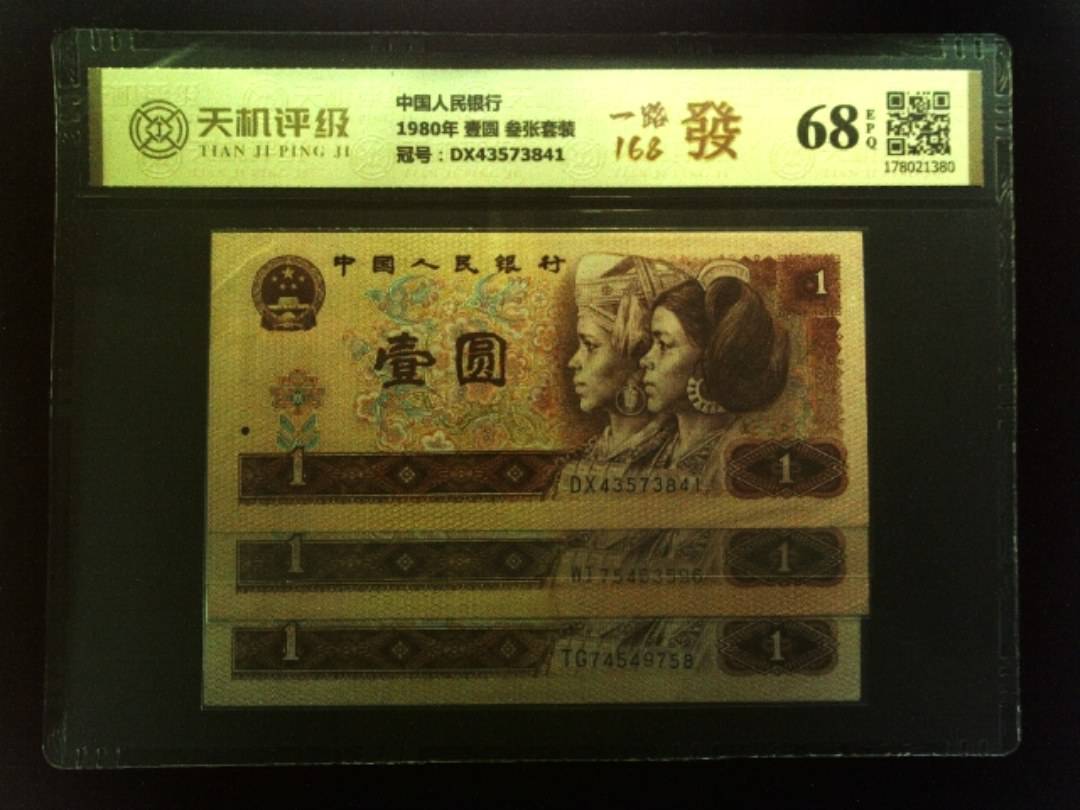 天机评级
TIAN JI PING JI
中国人民银行
1980年 壹圆 叁张套装
冠号：DX43573841
一路
168
發
68
EPQ
178021380
中国人民银行
壹圆
1
1
DX43573841
1
1
1
1
TG74549758
1